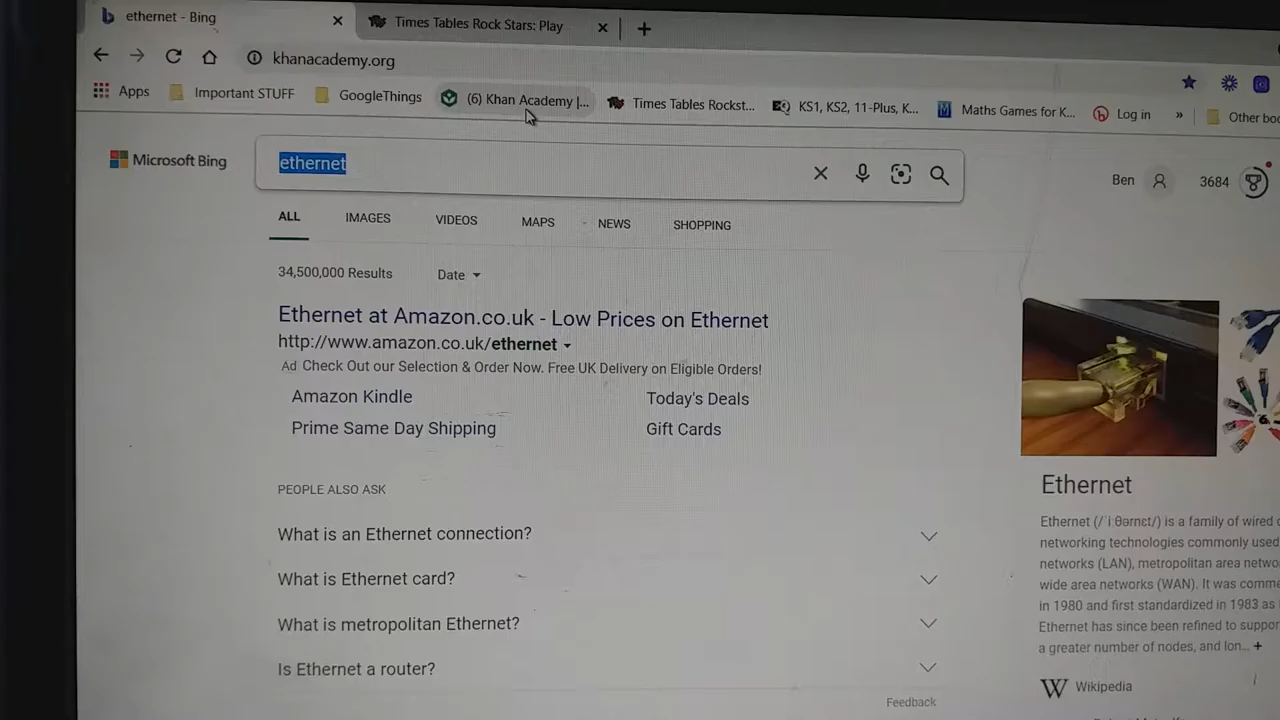 ethernet - Bing
Times Tables Rock Stars: Play
khanacademy.org
Apps
Important STUFF
GoogleThings
(6) Khan Academy |...
Times Tables Rockst...
KS1, KS2, 11-Plus, K...
Maths Games for K...
Log in
»
Other boo
Microsoft Bing
ethernet
Ben
3684
ALL
IMAGES
VIDEOS
MAPS
NEWS
SHOPPING
34,500,000 Results
Date
Ethernet at Amazon.co.uk - Low Prices on Ethernet
http://www.amazon.co.uk/ethernet
Ad Check Out our Selection & Order Now. Free UK Delivery on Eligible Orders!
Amazon Kindle
Today's Deals
Prime Same Day Shipping
Gift Cards
PEOPLE ALSO ASK
What is an Ethernet connection?
What is Ethernet card?
What is metropolitan Ethernet?
Is Ethernet a router?
Feedback
Ethernet
Ethernet (/ˈiːθərnɛt/) is a family of wired
networking technologies commonly used
networks (LAN), metropolitan area netwo
wide area networks (WAN). It was comme
in 1980 and first standardized in 1983 as
Ethernet has since been refined to suppor
a greater number of nodes, and lon... +
W Wikipedia